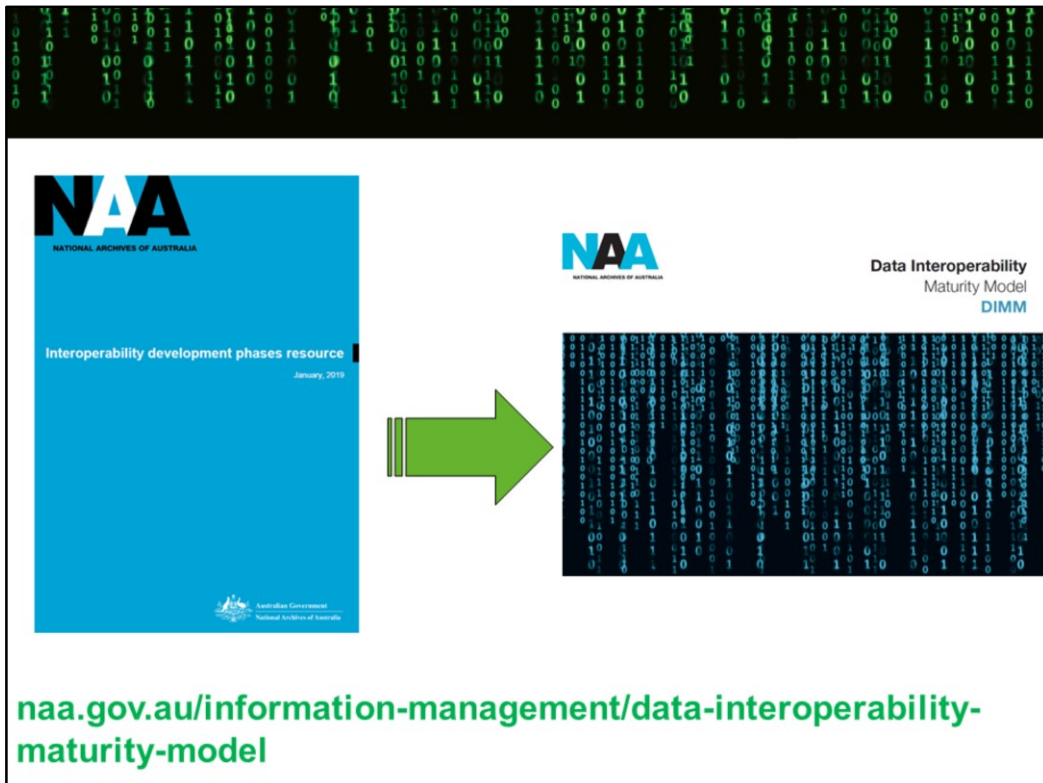 NAA
NATIONAL ARCHIVES OF AUSTRALIA
Interoperability development phases resource
January, 2019
Australian Government
National Archives of Australia
NAA
NATIONAL ARCHIVES OF AUSTRALIA
Data Interoperability
Maturity Model
DIMM
naa.gov.au/information-management/data-interoperability-
maturity-model